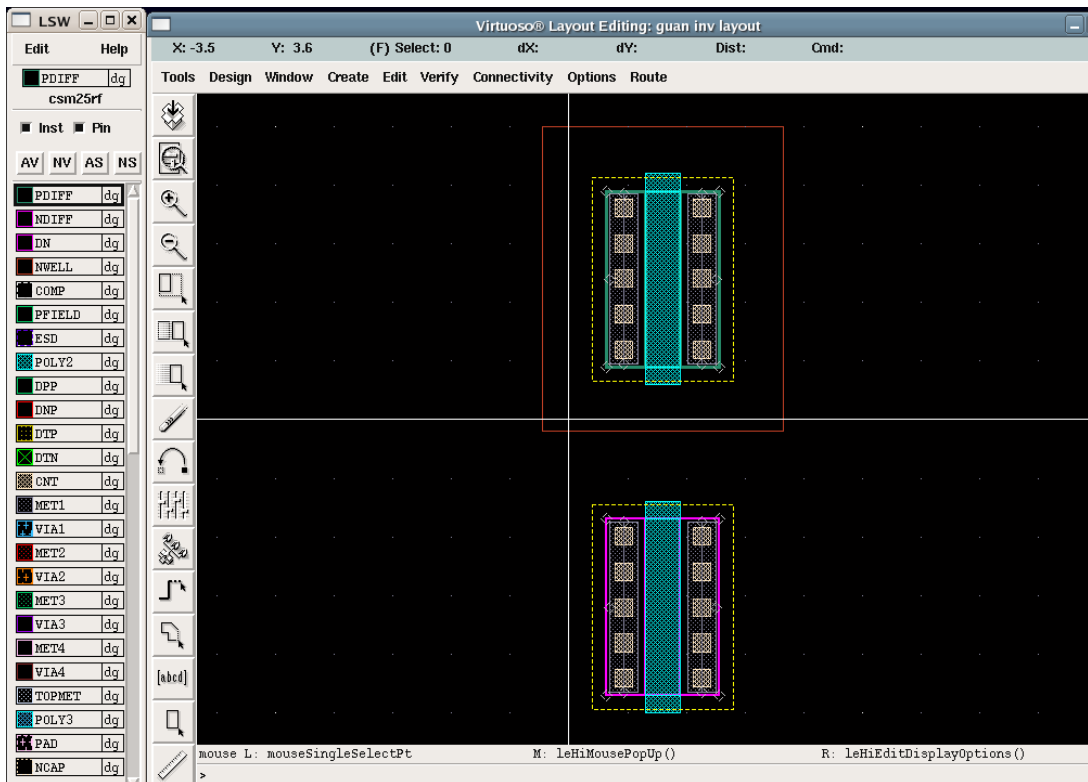 LSW
Edit Help
PDIFF dg
csm25rf
Inst Pin
AV NV AS NS
PDIFF dg
NDIFF dg
DN dg
NWELL dg
COMP dg
PFIELD dg
ESD dg
POLY2 dg
DPP dg
DNP dg
DTP dg
DTN dg
CNT dg
MET1 dg
VIA1 dg
MET2 dg
VIA2 dg
MET3 dg
VIA3 dg
MET4 dg
VIA4 dg
TOPMET dg
POLY3 dg
PAD dg
NCAP dg
Virtuoso® Layout Editing: guan inv layout
X: -3.5 Y: 3.6 (F) Select: 0 dX: dY: Dist: Cmd:
Tools Design Window Create Edit Verify Connectivity Options Route
[abcd]
mouse L: mouseSingleSelectPt M: leHiMousePopUp() R: leHiEditDisplayOptions()
>